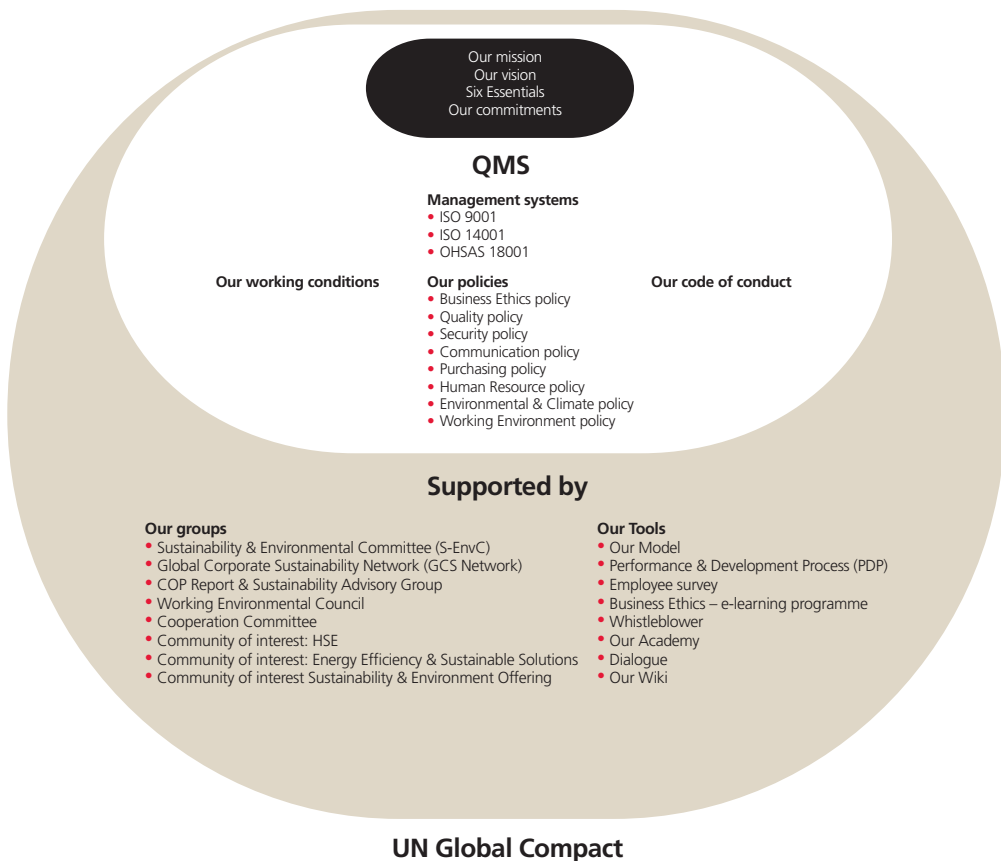 Our mission
Our vision
Six Essentials
Our commitments
QMS
Management systems
• ISO 9001
• ISO 14001
• OHSAS 18001
Our working conditions
Our policies
• Business Ethics policy
• Quality policy
• Security policy
• Communication policy
• Purchasing policy
• Human Resource policy
• Environmental & Climate policy
• Working Environment policy
Our code of conduct
Supported by
Our groups
• Sustainability & Environmental Committee (S-EnvC)
• Global Corporate Sustainability Network (GCS Network)
• COP Report & Sustainability Advisory Group
• Working Environmental Council
• Cooperation Committee
• Community of interest: HSE
• Community of interest: Energy Efficiency & Sustainable Solutions
• Community of interest Sustainability & Environment Offering
Our Tools
• Our Model
• Performance & Development Process (PDP)
• Employee survey
• Business Ethics – e-learning programme
• Whistleblower
• Our Academy
• Dialogue
• Our Wiki
UN Global Compact